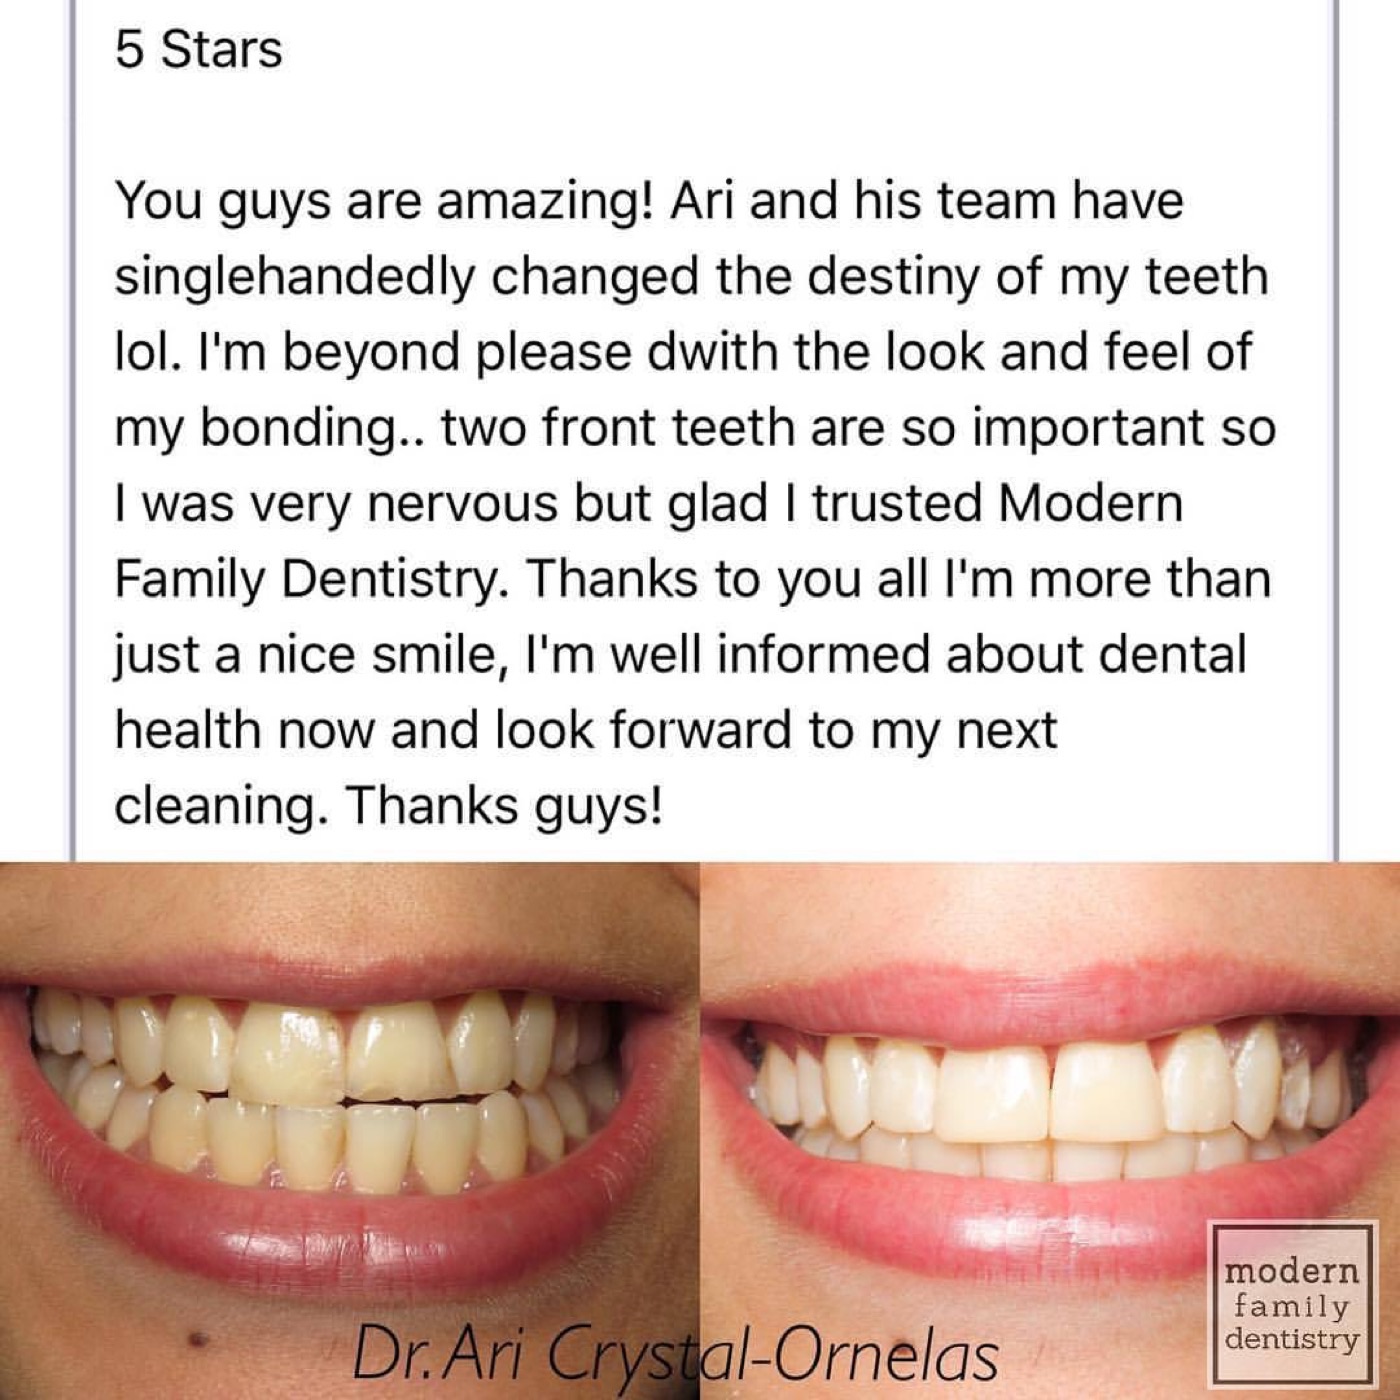 5 Stars
You guys are amazing! Ari and his team have
singlehandedly changed the destiny of my teeth
lol. I'm beyond please dwith the look and feel of
my bonding.. two front teeth are so important so
I was very nervous but glad I trusted Modern
Family Dentistry. Thanks to you all I'm more than
just a nice smile, I'm well informed about dental
health now and look forward to my next
cleaning. Thanks guys!
Dr. Ari Crystal-Ornelas
modern
family
dentistry